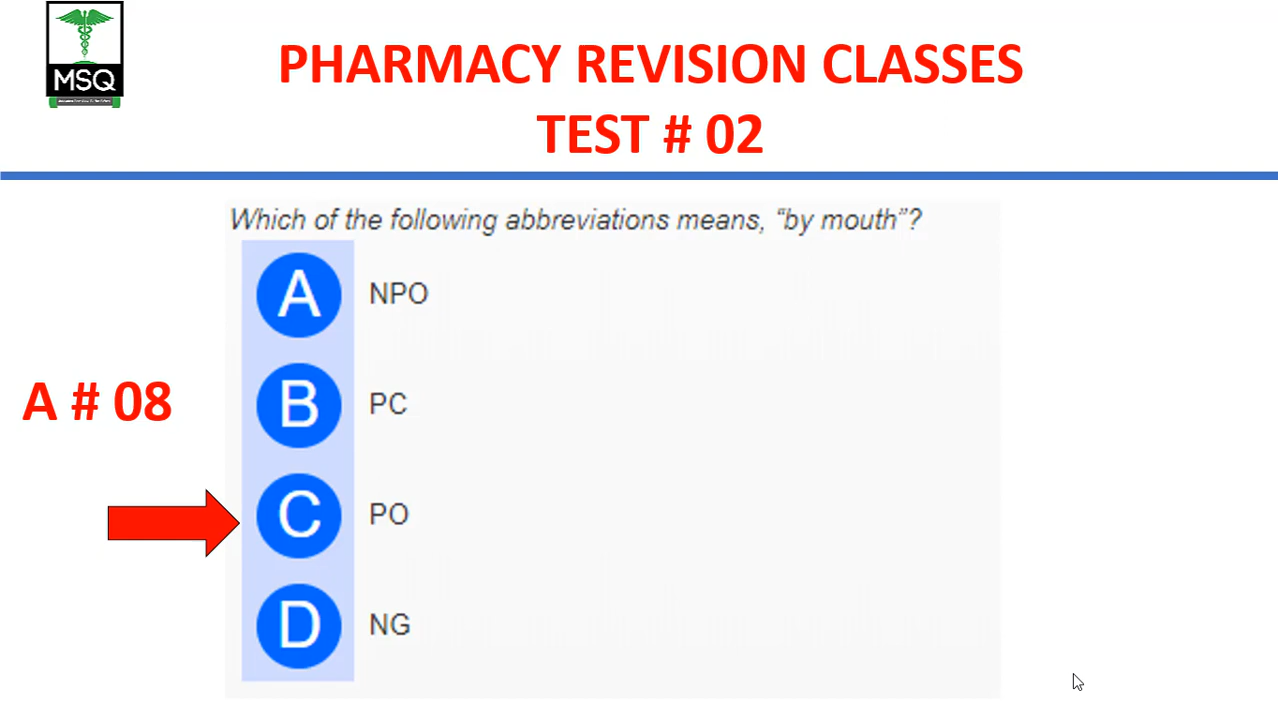 MSQ
PHARMACY REVISION CLASSES
TEST # 02
Which of the following abbreviations means, “by mouth”?
A NPO
B PC
A # 08
C PO
D NG